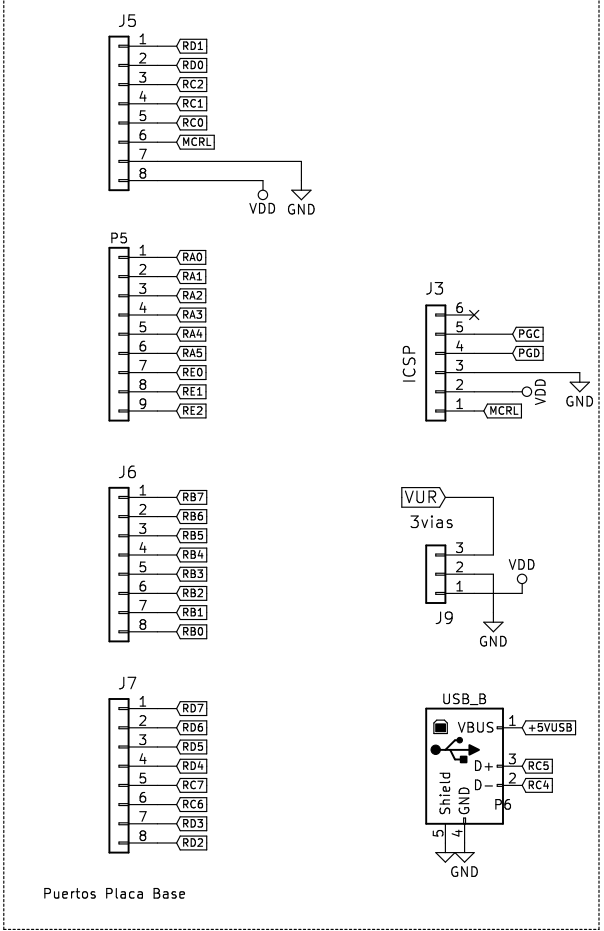 J5
1 RD1
2 RD0
3 RC2
4 RC1
5 RC0
6 MCRL
7
8
VDD GND
P5
1 RA0
2 RA1
3 RA2
4 RA3
5 RA4
6 RA5
7 RE0
8 RE1
9 RE2
J3
ICSP
6
5 PGC
4 PGD
3
2
1 MCRL
VDD
GND
J6
1 RB7
2 RB6
3 RB5
4 RB4
5 RB3
6 RB2
7 RB1
8 RB0
VUR
3vias
3
2
1
VDD
J9
GND
J7
1 RD7
2 RD6
3 RD5
4 RD4
5 RC7
6 RC6
7 RD3
8 RD2
USB_B
VBUS 1 +5VUSB
D+ 3 RC5
D- 2 RC4
P6
Shield
GND
5
4
GND
Puertos Placa Base